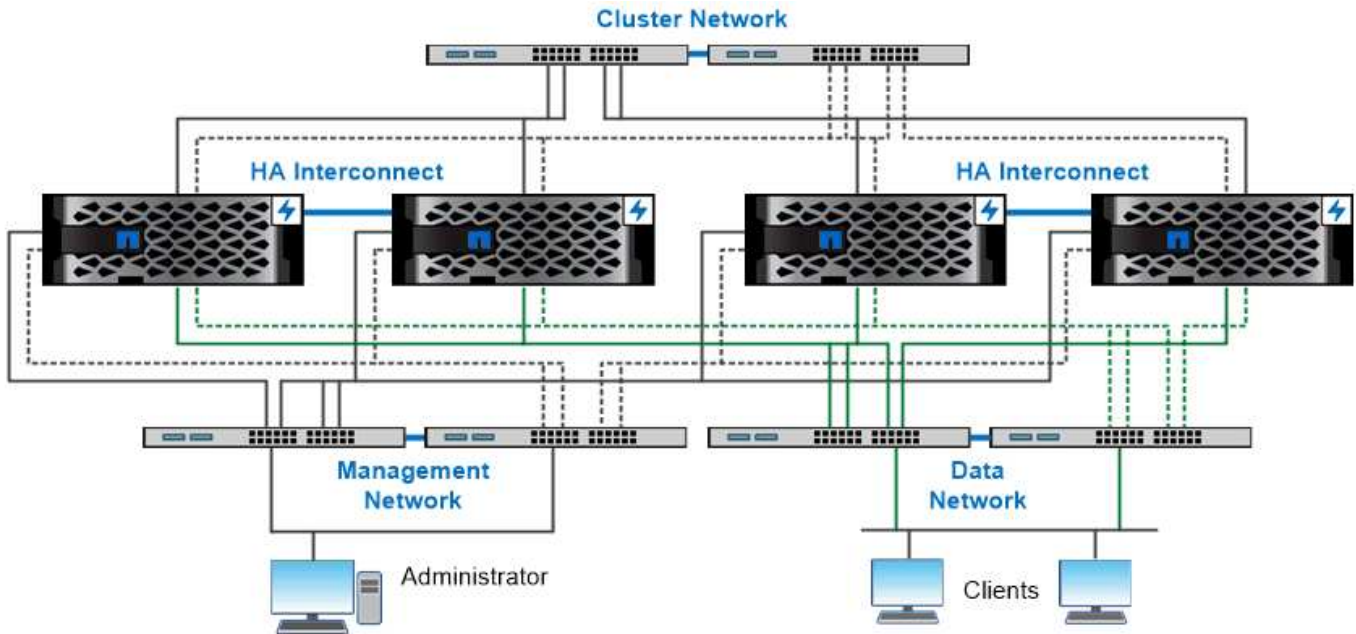 Cluster Network
HA Interconnect
HA Interconnect
Management
Network
Data
Network
Administrator
Clients